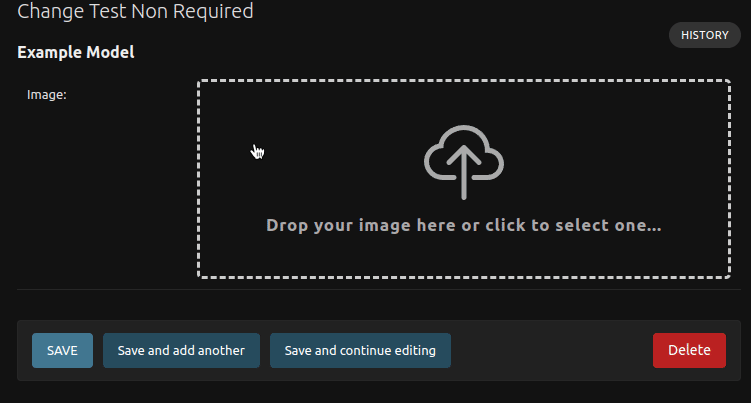 Change Test Non Required
HISTORY
Example Model
Image:
Drop your image here or click to select one...
SAVE
Save and add another
Save and continue editing
Delete